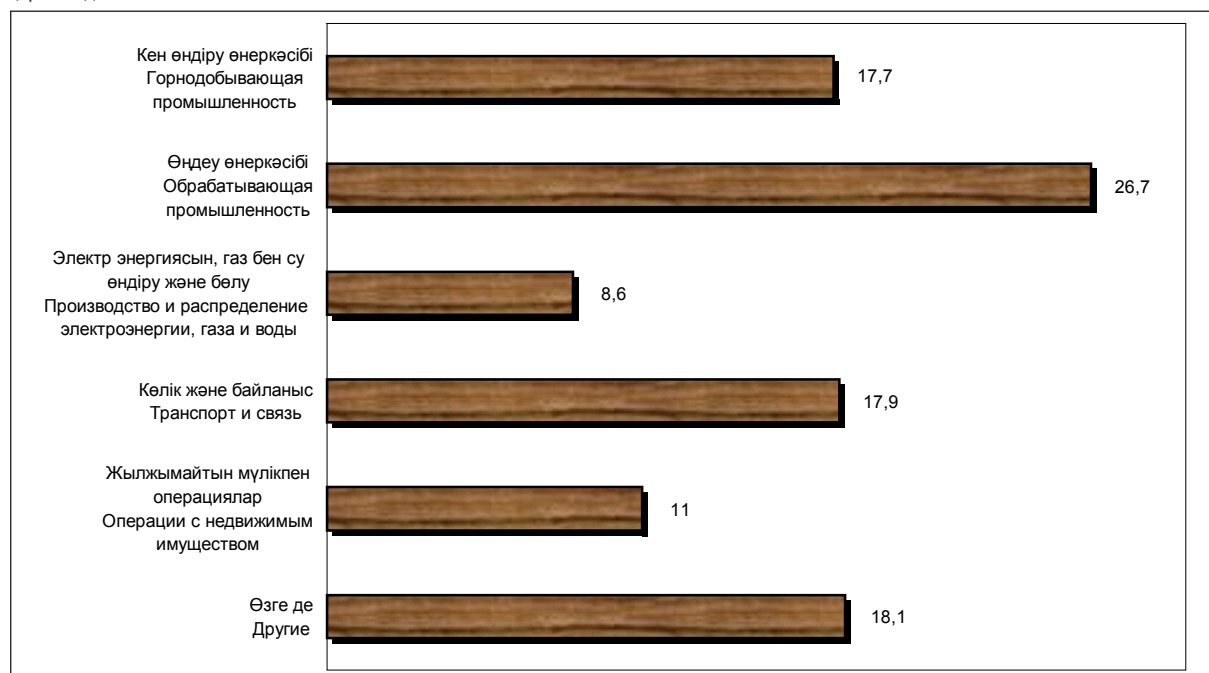 Кен өндіру өнеркәсібі
Горнодобывающая
промышленность
17,7
Өңдеу өнеркәсібі
Обрабатывающая
промышленность
26,7
Электр энергиясын, газ бен су
өндіру және бөлу
Производство и распределение
электроэнергии, газа и воды
8,6
Көлік және байланыс
Транспорт и связь
17,9
Жылжымайтын мүлікпен
операциялар
Операции с недвижимым
имуществом
11
Өзге де
Другие
18,1